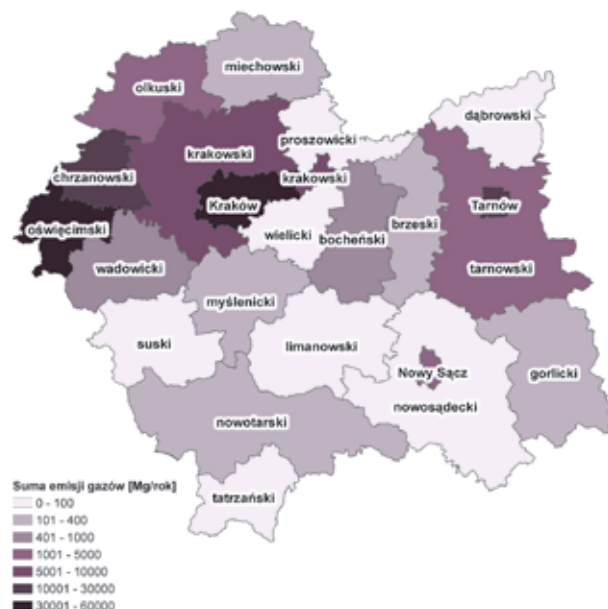 miechowski
olkuski
dąbrowski
proszowicki
krakowski
chrzanowski
krakowski
Kraków
Tarnów
oświęcimski
brzeski
wielicki
bocheński
wadowicki
tarnowski
myślenicki
suski
limanowski
Nowy Sącz
gorlicki
nowosądecki
nowotarski
tatrzański
Suma emisji gazów [Mg/rok]
0 - 100
101 - 400
401 - 1000
1001 - 5000
5001 - 10000
10001 - 30000
30001 - 60000